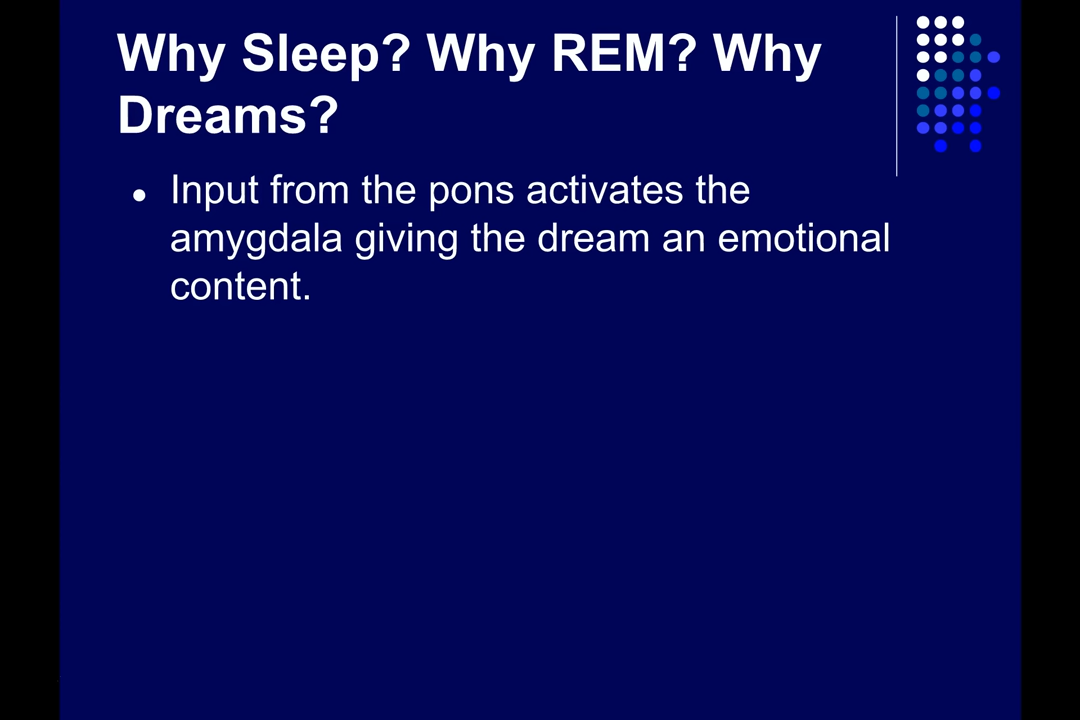 Why Sleep? Why REM? Why
Dreams?
● Input from the pons activates the
amygdala giving the dream an emotional
content.